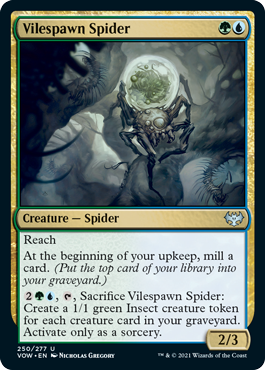 Vilespawn Spider
Creature — Spider
Reach
At the beginning of your upkeep, mill a
card. (Put the top card of your library into
your graveyard.)
2, , Sacrifice Vilespawn Spider:
Create a 1/1 green Insect creature token
for each creature card in your graveyard.
Activate only as a sorcery.
2/3
250/277 U
VOW • EN NICHOLAS GREGORY
™ & © 2021 Wizards of the Coast